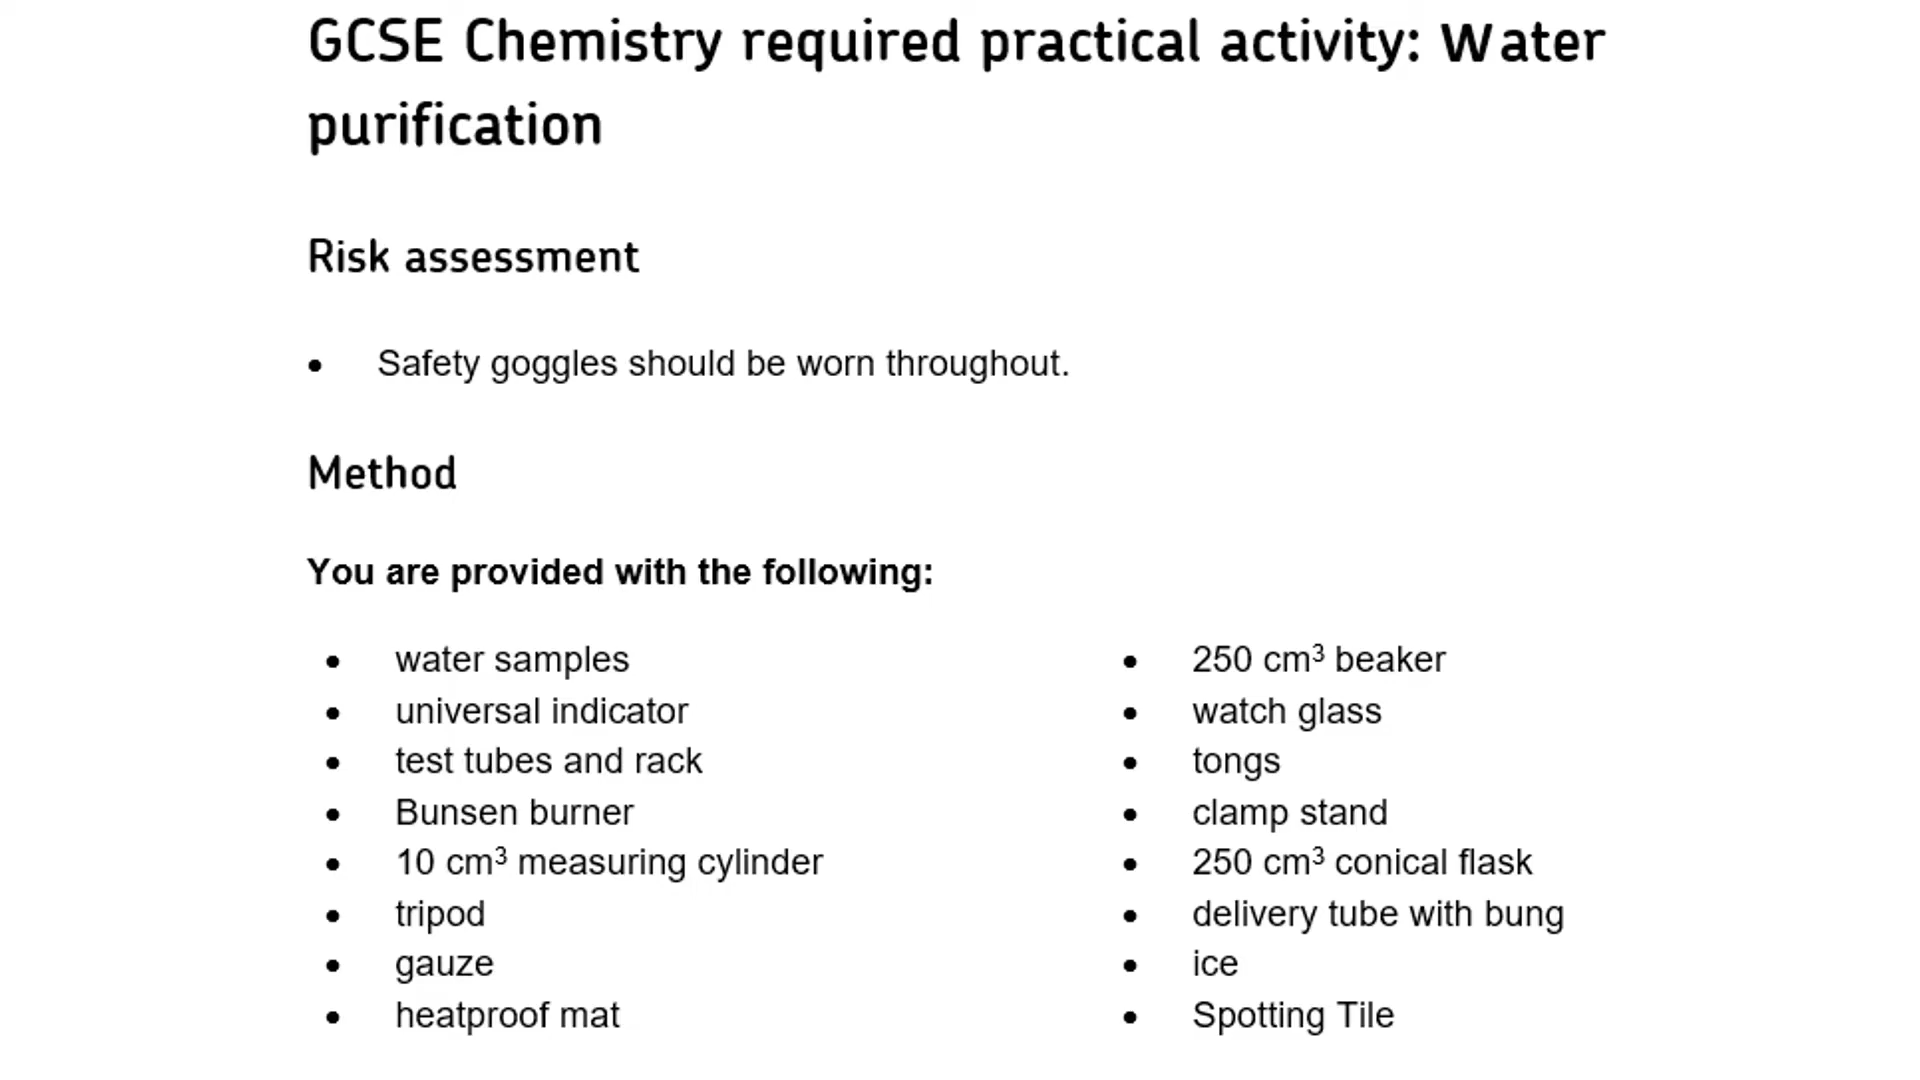 GCSE Chemistry required practical activity: Water
purification
Risk assessment
• Safety goggles should be worn throughout.
Method
You are provided with the following:
• water samples
• universal indicator
• test tubes and rack
• Bunsen burner
• 10 cm³ measuring cylinder
• tripod
• gauze
• heatproof mat
• 250 cm³ beaker
• watch glass
• tongs
• clamp stand
• 250 cm³ conical flask
• delivery tube with bung
• ice
• Spotting Tile